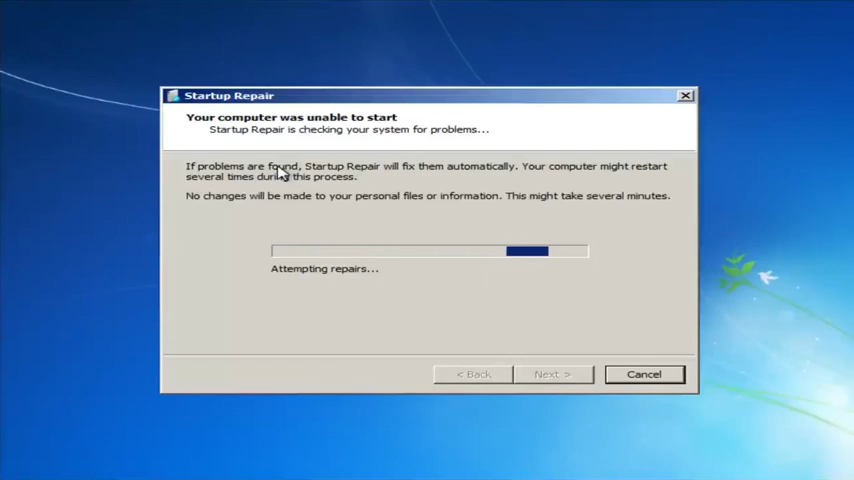 Startup Repair
Your computer was unable to start
Startup Repair is checking your system for problems...
If problems are found, Startup Repair will fix them automatically. Your computer might restart
several times during this process.
No changes will be made to your personal files or information. This might take several minutes.
Attempting repairs...
< Back
Next >
Cancel